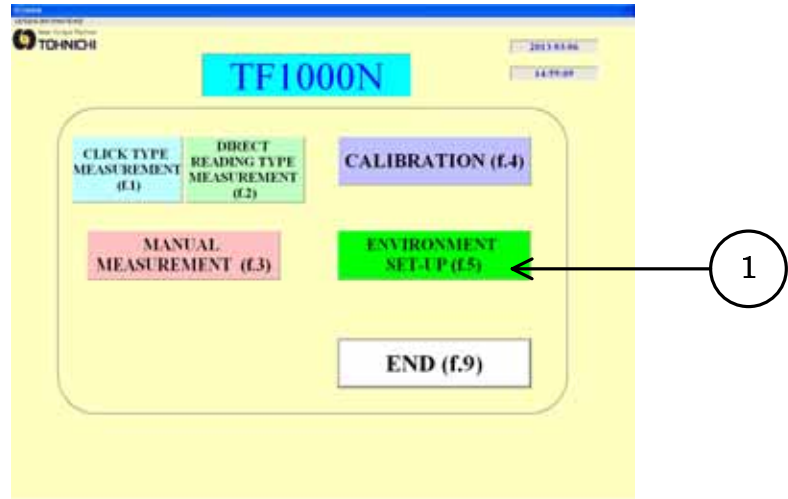 TOHNICHI
2013/03/06
TF1000N
14:59:09
CLICK TYPE
MEASUREMENT
(f.1)
DIRECT
READING TYPE
MEASUREMENT
(f.2)
CALIBRATION (f.4)
MANUAL
MEASUREMENT (f.3)
ENVIRONMENT
SET-UP (f.5)
1
END (f.9)